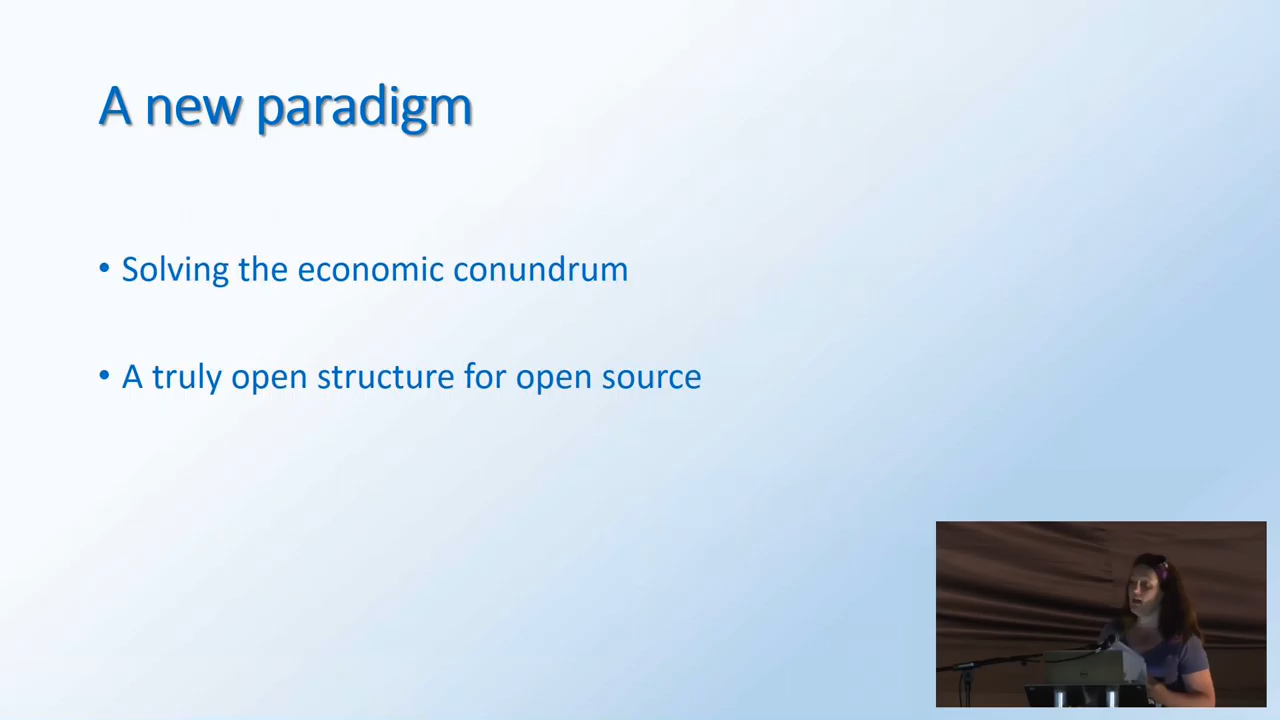 A new paradigm
• Solving the economic conundrum
• A truly open structure for open source